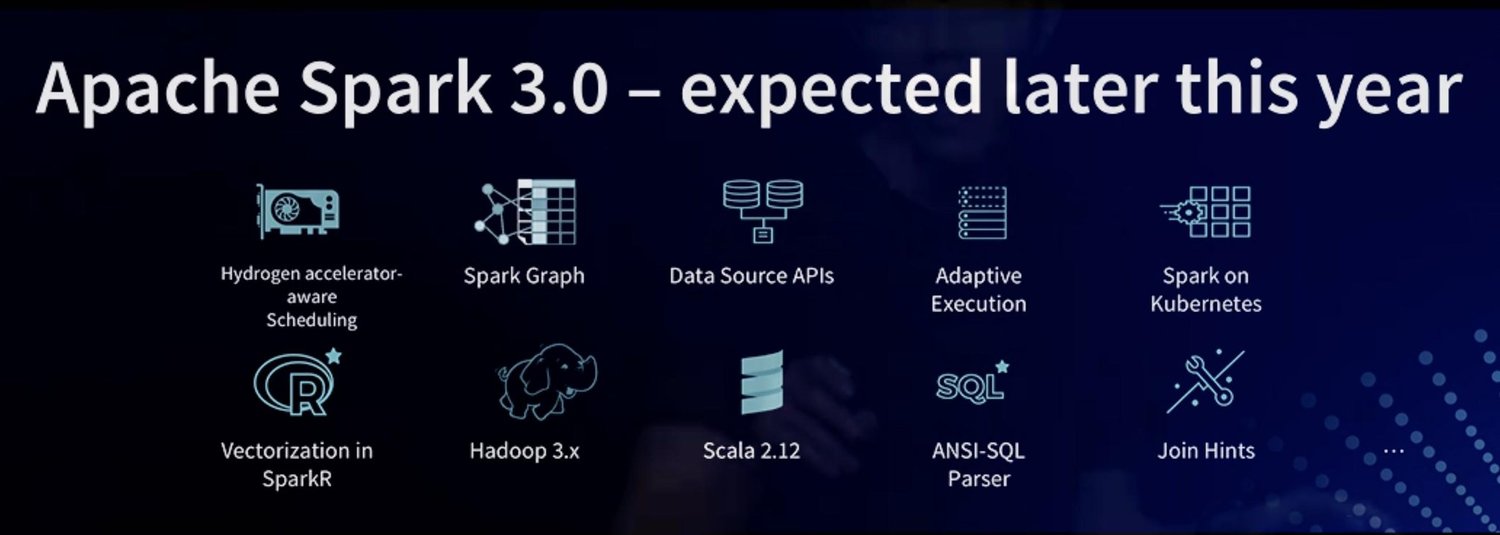 Apache Spark 3.0 – expected later this year
Hydrogen accelerator-
aware
Scheduling
Spark Graph
Data Source APIs
Adaptive
Execution
Spark on
Kubernetes
R
Vectorization in
SparkR
Hadoop 3.x
Scala 2.12
SQL
ANSI-SQL
Parser
Join Hints
...